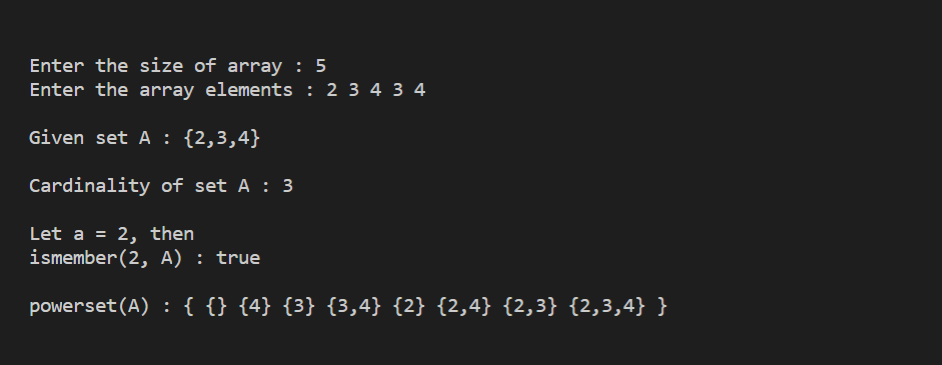 Enter the size of array : 5
Enter the array elements : 2 3 4 3 4
Given set A : {2,3,4}
Cardinality of set A : 3
Let a = 2, then
ismember(2, A) : true
powerset(A) : { {} {4} {3} {3,4} {2} {2,4} {2,3} {2,3,4} }